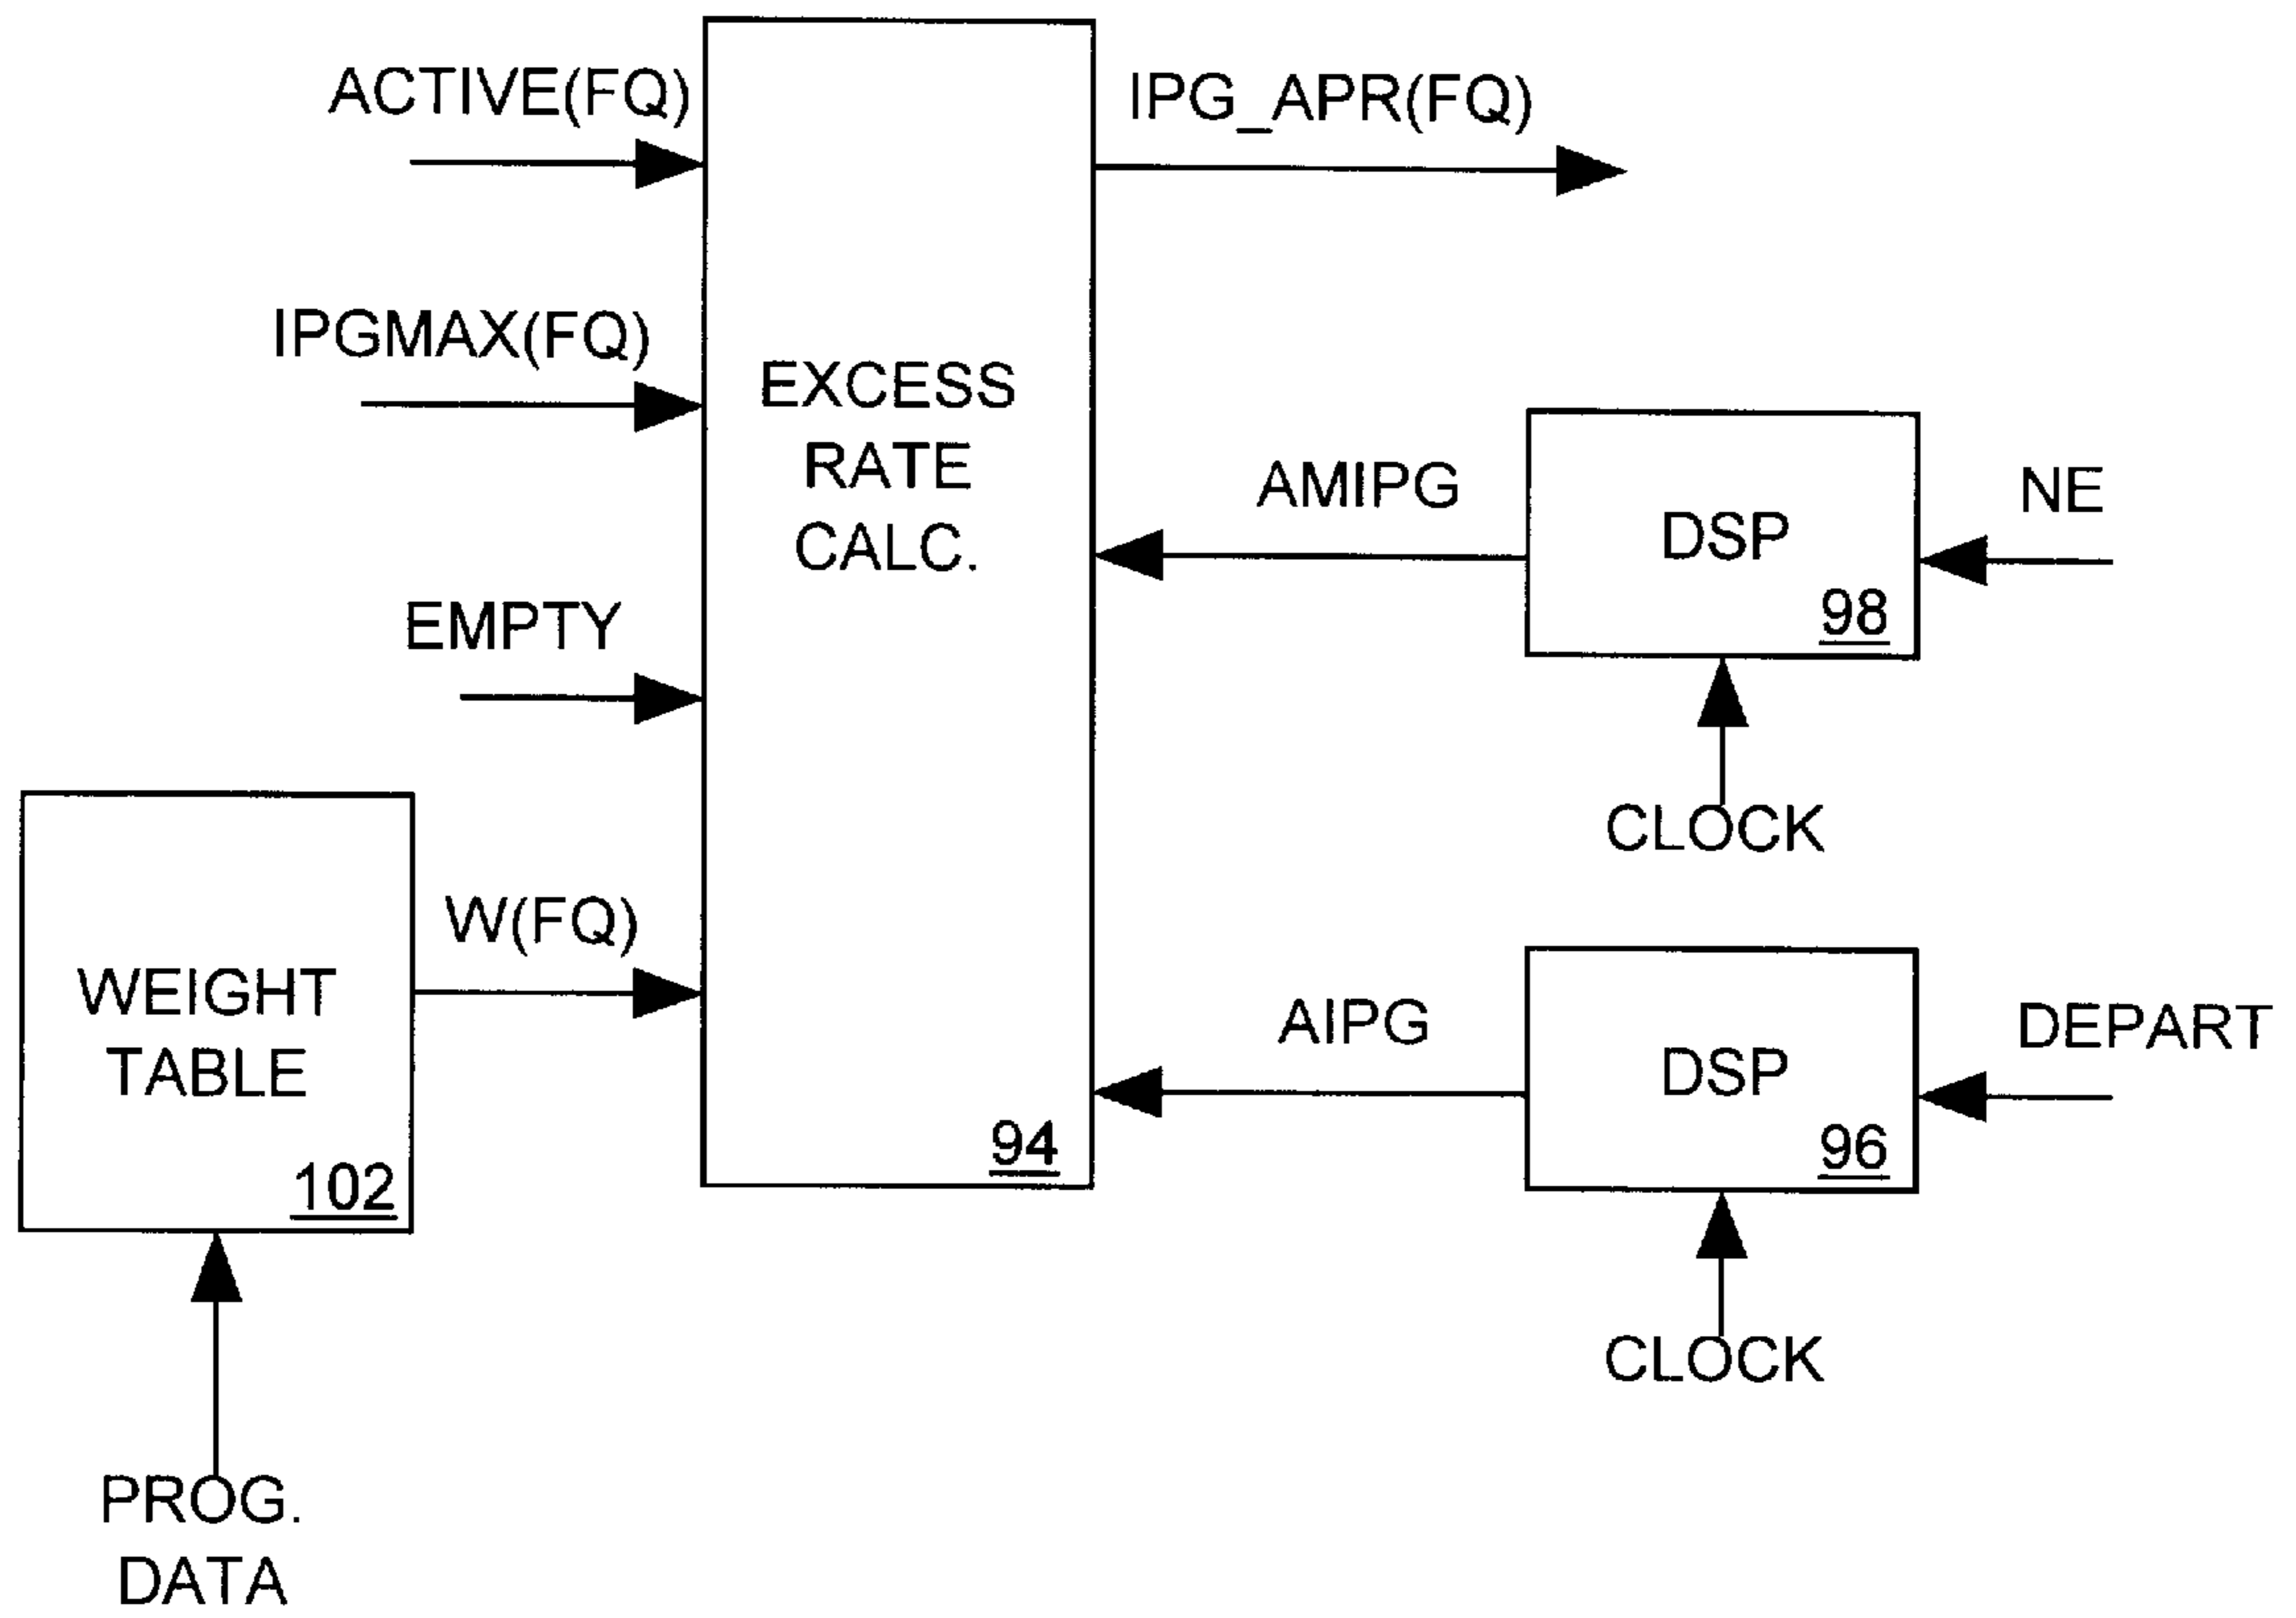 ACTIVE(FQ)
IPG_APR(FQ)
IPGMAX(FQ)
EXCESS
RATE
CALC.
94
EMPTY
AMIPG
DSP
98
NE
CLOCK
WEIGHT
TABLE
102
W(FQ)
AIPG
DSP
96
DEPART
CLOCK
PROG.
DATA